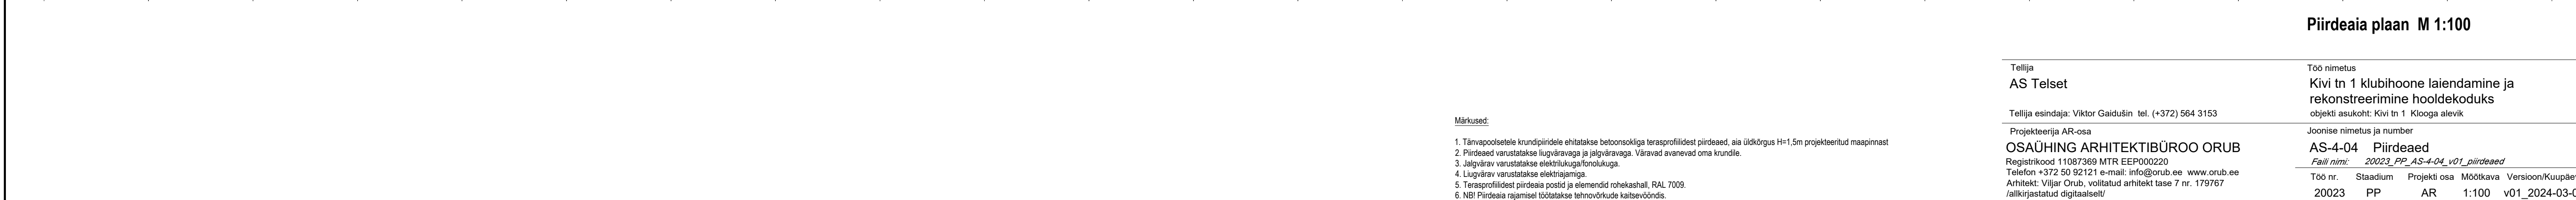 Piirdeaia plaan M 1:100
Märkused:
1. Tänvapoolsetele krundipiiridele ehitatakse betoonsokliga terasprofiilidest piirdeaed, aia üldkõrgus H=1,5m projekteeritud maapinnast
2. Piirdeaed varustatakse liugväravaga ja jalgväravaga. Väravad avanevad oma krundile.
3. Jalgvärav varustatakse elektrilukuga/fonolukuga.
4. Liugvärav varustatakse elektriajamiga.
5. Terasprofiilidest piirdeaia postid ja elemendid rohekashall, RAL 7009.
6. NB! Piirdeaia rajamisel töötatakse tehnovõrkude kaitsevööndis.
Tellija
AS Telset
Tellija esindaja: Viktor Gaidušin tel. (+372) 564 3153
Projekteerija AR-osa
OSAÜHING ARHITEKTIBÜROO ORUB
Registrikood 11087369 MTR EEP000220
Telefon +372 50 92121 e-mail: info@orub.ee www.orub.ee
Arhitekt: Viljar Orub, volitatud arhitekt tase 7 nr. 179767
/allkirjastatud digitaalselt/
Töö nimetus
Kivi tn 1 klubihoone laiendamine ja
rekonstreerimine hooldekoduks
objekti asukoht: Kivi tn 1 Klooga alevik
Joonise nimetus ja number
AS-4-04 Piirdeaed
Faili nimi: 20023_PP_AS-4-04_v01_piirdeaed
Töö nr. Staadium Projekti osa Möötkava Versioon/Kuupäev
20023 PP AR 1:100 v01_2024-03-0